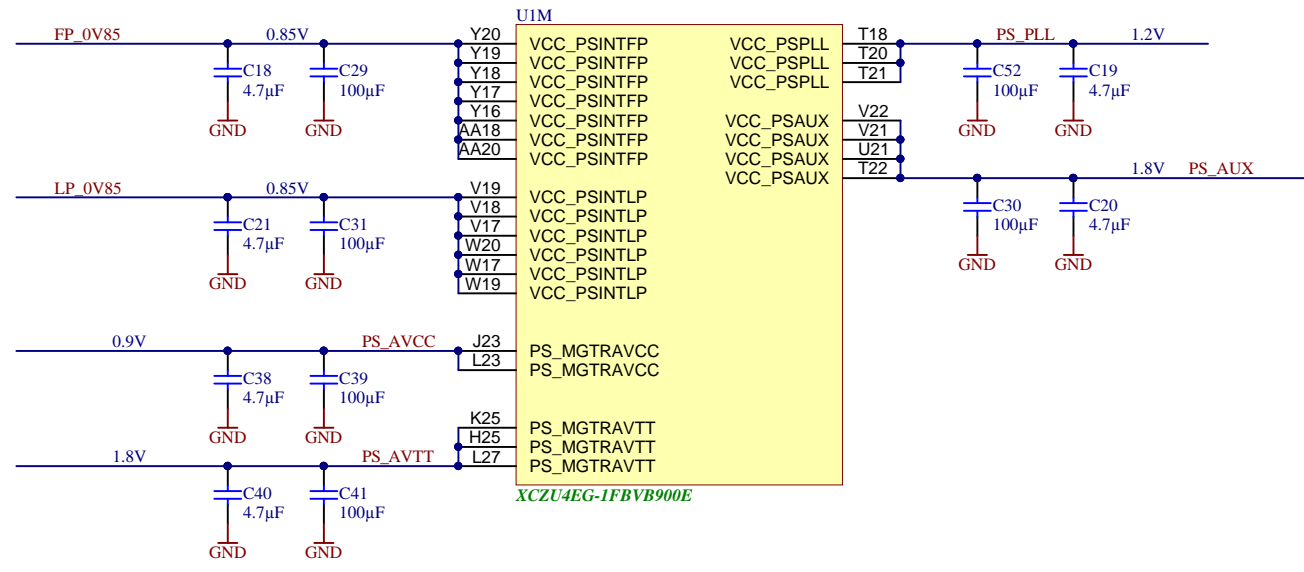 U1M
FP_0V85 0.85V
C18
4.7µF
GND
C29
100µF
GND
Y20 VCC_PSINTFP
Y19 VCC_PSINTFP
Y18 VCC_PSINTFP
Y17 VCC_PSINTFP
Y16 VCC_PSINTFP
AA18 VCC_PSINTFP
AA20 VCC_PSINTFP
LP_0V85 0.85V
C21
4.7µF
GND
C31
100µF
GND
V19 VCC_PSINTLP
V18 VCC_PSINTLP
V17 VCC_PSINTLP
W20 VCC_PSINTLP
W17 VCC_PSINTLP
W19 VCC_PSINTLP
0.9V PS_AVCC
C38
4.7µF
GND
C39
100µF
GND
J23 PS_MGTRAVCC
L23 PS_MGTRAVCC
1.8V PS_AVTT
C40
4.7µF
GND
C41
100µF
GND
K25 PS_MGTRAVTT
H25 PS_MGTRAVTT
L27 PS_MGTRAVTT
VCC_PSPLL T18
VCC_PSPLL T20
VCC_PSPLL T21
PS_PLL 1.2V
C52
100µF
GND
C19
4.7µF
GND
VCC_PSAUX V22
VCC_PSAUX V21
VCC_PSAUX U21
VCC_PSAUX T22
1.8V PS_AUX
C30
100µF
GND
C20
4.7µF
GND
XCZU4EG-1FBVB900E